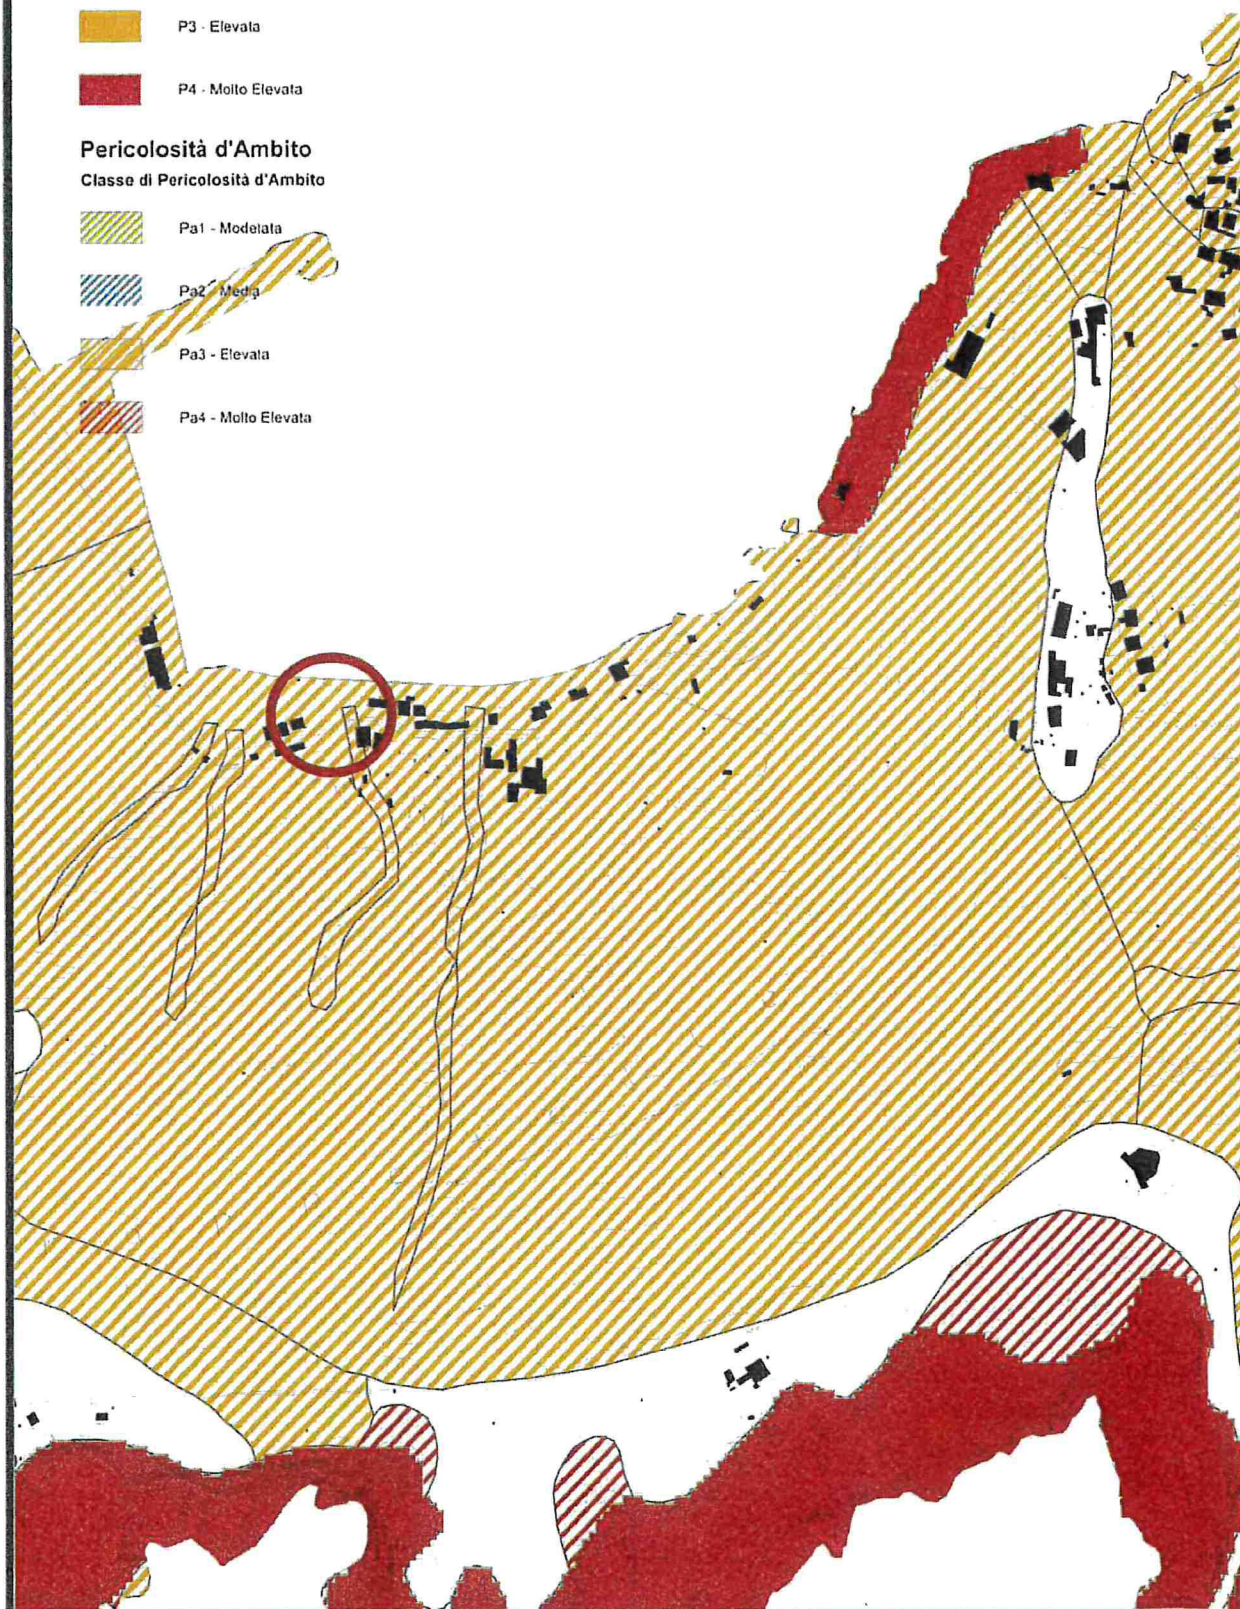 P3 - Elevata
P4 - Molto Elevata
Pericolosità d'Ambito
Classe di Pericolosità d'Ambito
Pa1 - Moderata
Pa2 - Media
Pa3 - Elevata
Pa4 - Molto Elevata